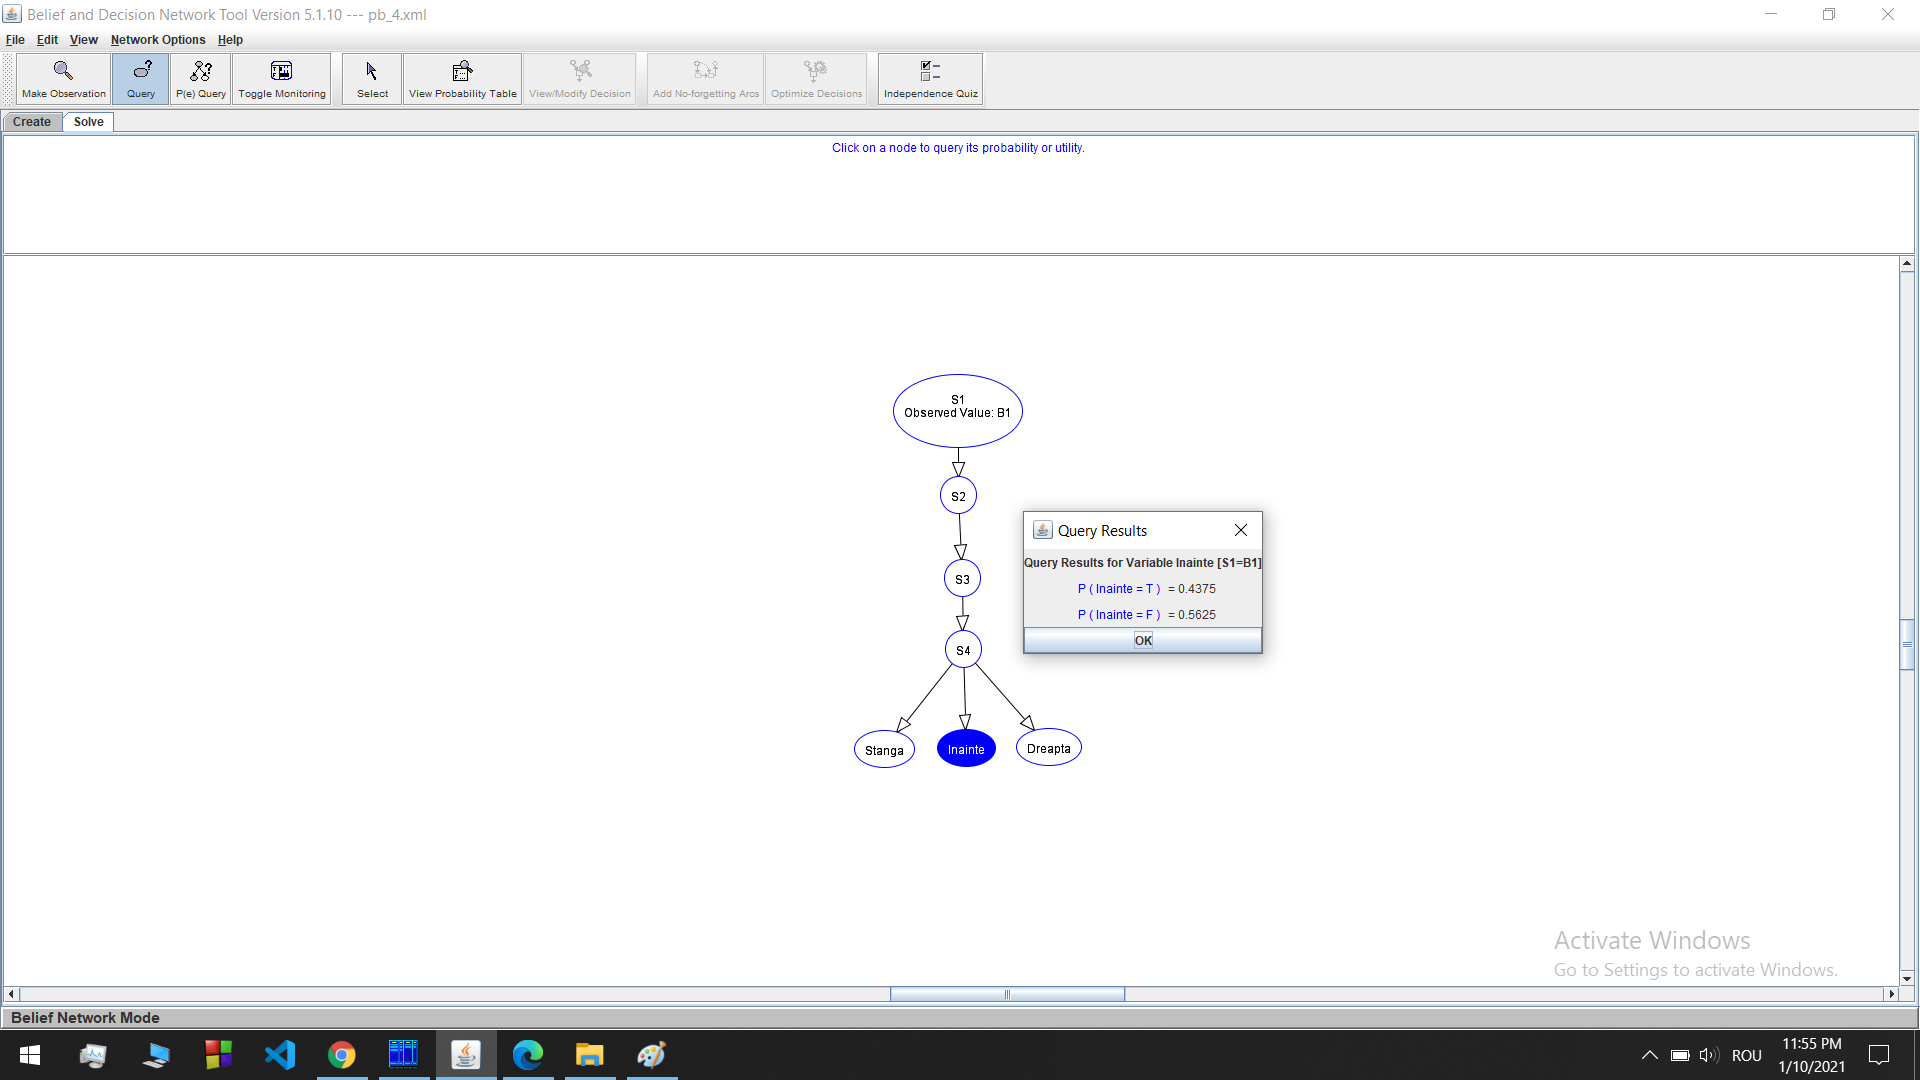 Belief and Decision Network Tool Version 5.1.10 --- pb_4.xml
File Edit View Network Options Help
Make Observation Query P(e) Query Toggle Monitoring Select View Probability Table View/Modify Decision Add No-forgetting Arcs Optimize Decisions Independence Quiz
Create Solve
Click on a node to query its probability or utility.
S1
Observed Value: B1
S2
S3
S4
Stanga Inainte Dreapta
Query Results
Query Results for Variable Inainte [S1=B1]
P ( Inainte = T ) = 0.4375
P ( Inainte = F ) = 0.5625
OK
Activate Windows
Go to Settings to activate Windows.
Belief Network Mode
ROU
11:55 PM
1/10/2021